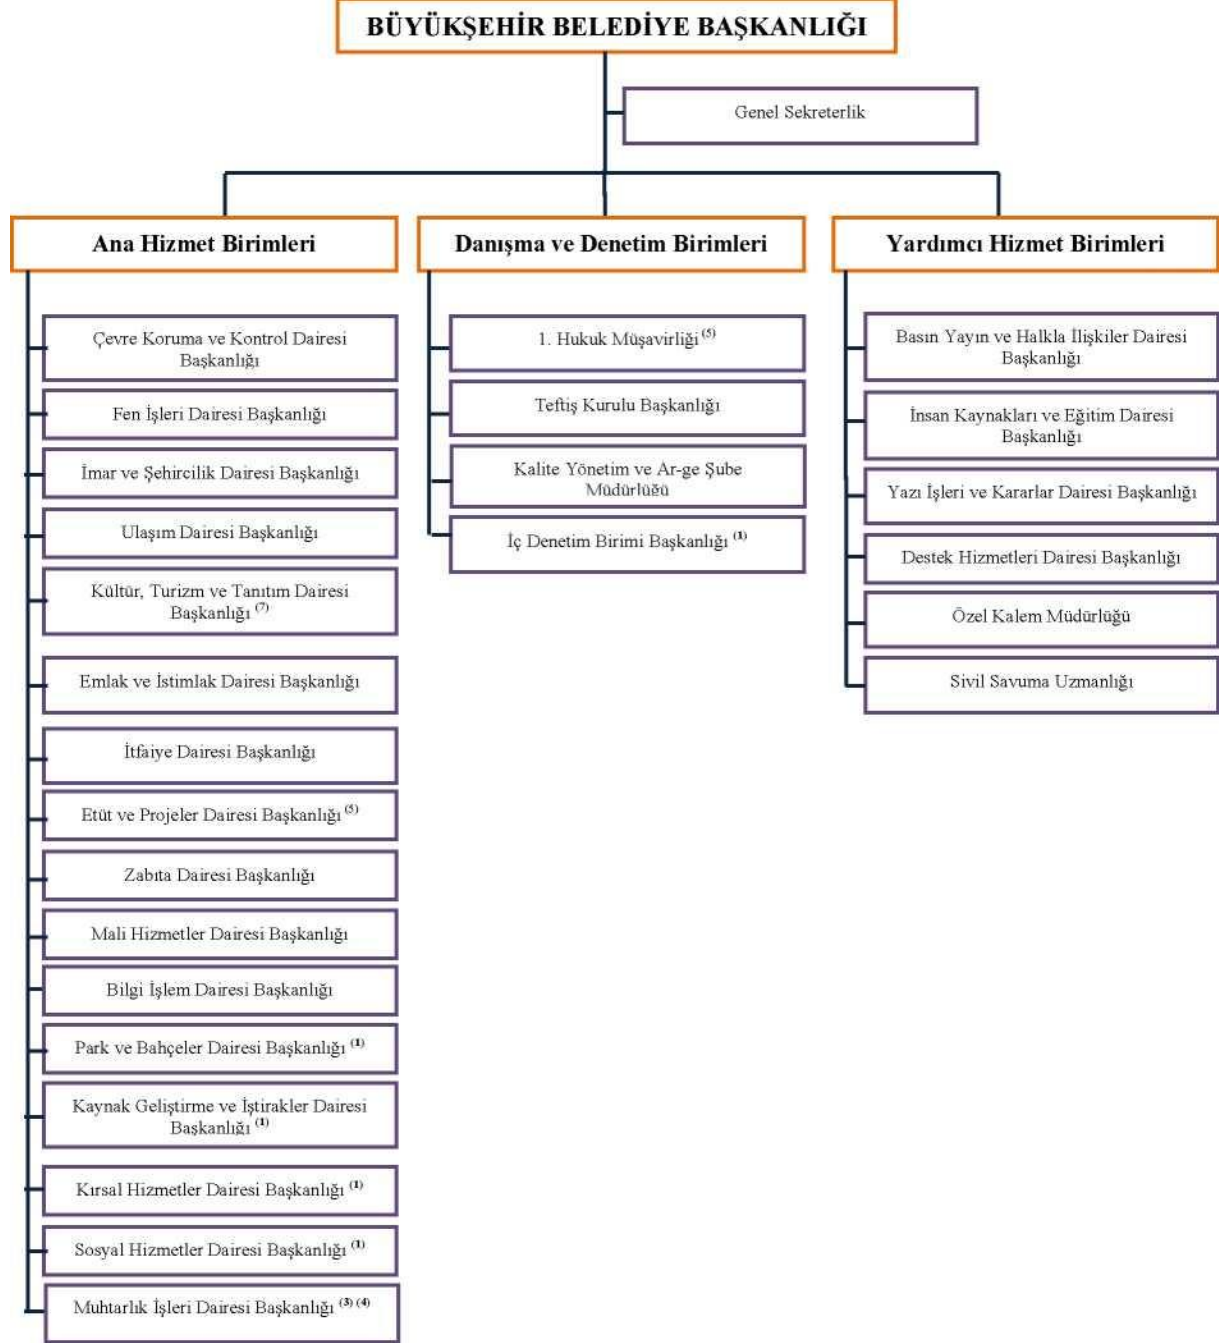 BÜYÜKŞEHİR BELEDİYE BAŞKANLIĞI
Genel Sekreterlik
Ana Hizmet Birimleri
Çevre Koruma ve Kontrol Dairesi
Başkanlığı
Fen İşleri Dairesi Başkanlığı
İmar ve Şehircilik Dairesi Başkanlığı
Ulaşım Dairesi Başkanlığı
Kültür, Turizm ve Tanıtım Dairesi
Başkanlığı (7)
Emlak ve İstimlak Dairesi Başkanlığı
İtfaiye Dairesi Başkanlığı
Etüt ve Projeler Dairesi Başkanlığı (5)
Zabıta Dairesi Başkanlığı
Mali Hizmetler Dairesi Başkanlığı
Bilgi İşlem Dairesi Başkanlığı
Park ve Bahçeler Dairesi Başkanlığı (1)
Kaynak Geliştirme ve İştirakler Dairesi
Başkanlığı (1)
Kırsal Hizmetler Dairesi Başkanlığı (1)
Sosyal Hizmetler Dairesi Başkanlığı (1)
Muhtarlık İşleri Dairesi Başkanlığı (3) (4)
Danışma ve Denetim Birimleri
1. Hukuk Müşavirliği (5)
Teftiş Kurulu Başkanlığı
Kalite Yönetim ve Ar-ge Şube
Müdürlüğü
İç Denetim Birimi Başkanlığı (1)
Yardımcı Hizmet Birimleri
Basın Yayın ve Halkla İlişkiler Dairesi
Başkanlığı
İnsan Kaynakları ve Eğitim Dairesi
Başkanlığı
Yazı İşleri ve Kararlar Dairesi Başkanlığı
Destek Hizmetleri Dairesi Başkanlığı
Özel Kalem Müdürlüğü
Sivil Savuma Uzmanlığı